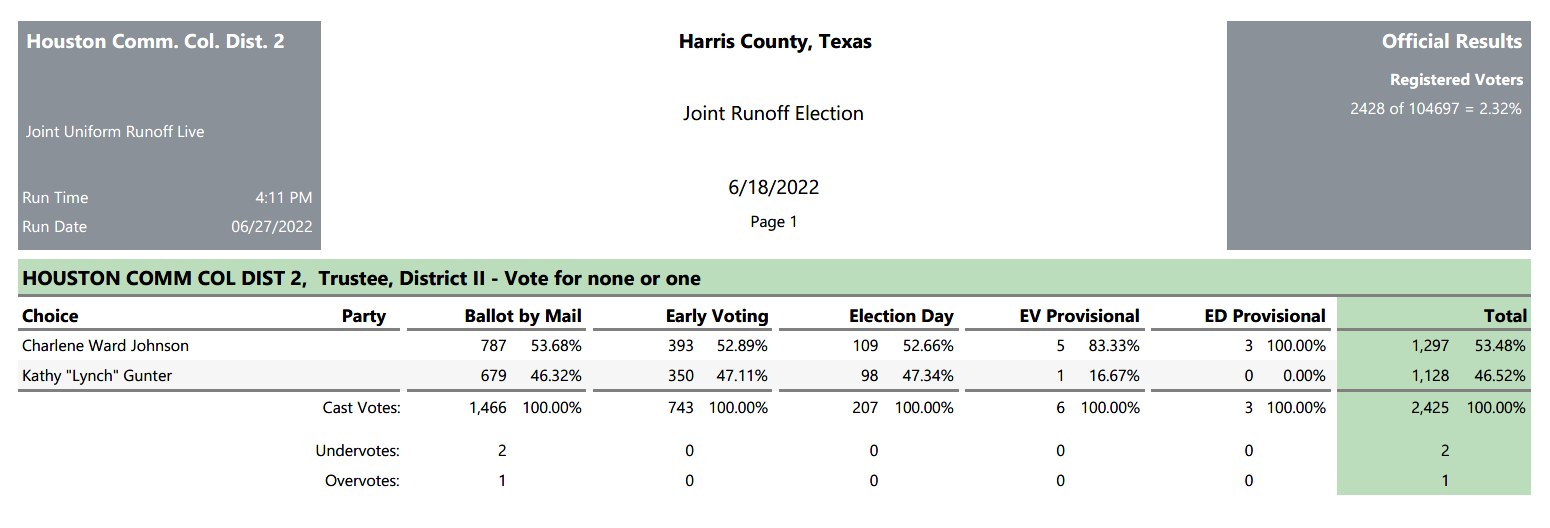 Houston Comm. Col. Dist. 2
Joint Uniform Runoff Live
Run Time 4:11 PM
Run Date 06/27/2022
Harris County, Texas
Joint Runoff Election
6/18/2022
Page 1
Official Results
Registered Voters
2428 of 104697 = 2.32%
HOUSTON COMM COL DIST 2, Trustee, District II - Vote for none or one
Choice Party Ballot by Mail Early Voting Election Day EV Provisional ED Provisional Total
Charlene Ward Johnson 787 53.68% 393 52.89% 109 52.66% 5 83.33% 3 100.00% 1,297 53.48%
Kathy "Lynch" Gunter 679 46.32% 350 47.11% 98 47.34% 1 16.67% 0 0.00% 1,128 46.52%
Cast Votes: 1,466 100.00% 743 100.00% 207 100.00% 6 100.00% 3 100.00% 2,425 100.00%
Undervotes: 2 0 0 0 0 2
Overvotes: 1 0 0 0 0 1